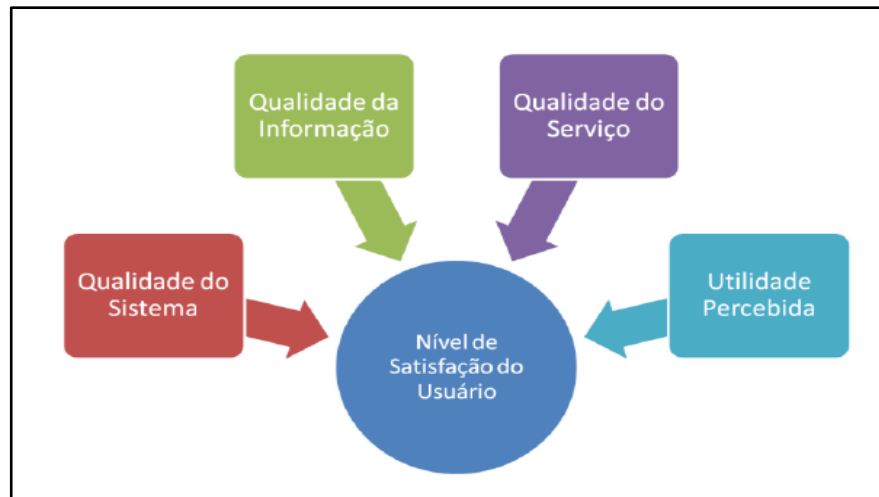 Qualidade da
Informação
Qualidade do
Serviço
Qualidade do
Sistema
Utilidade
Percebida
Nível de
Satisfação do
Usuário